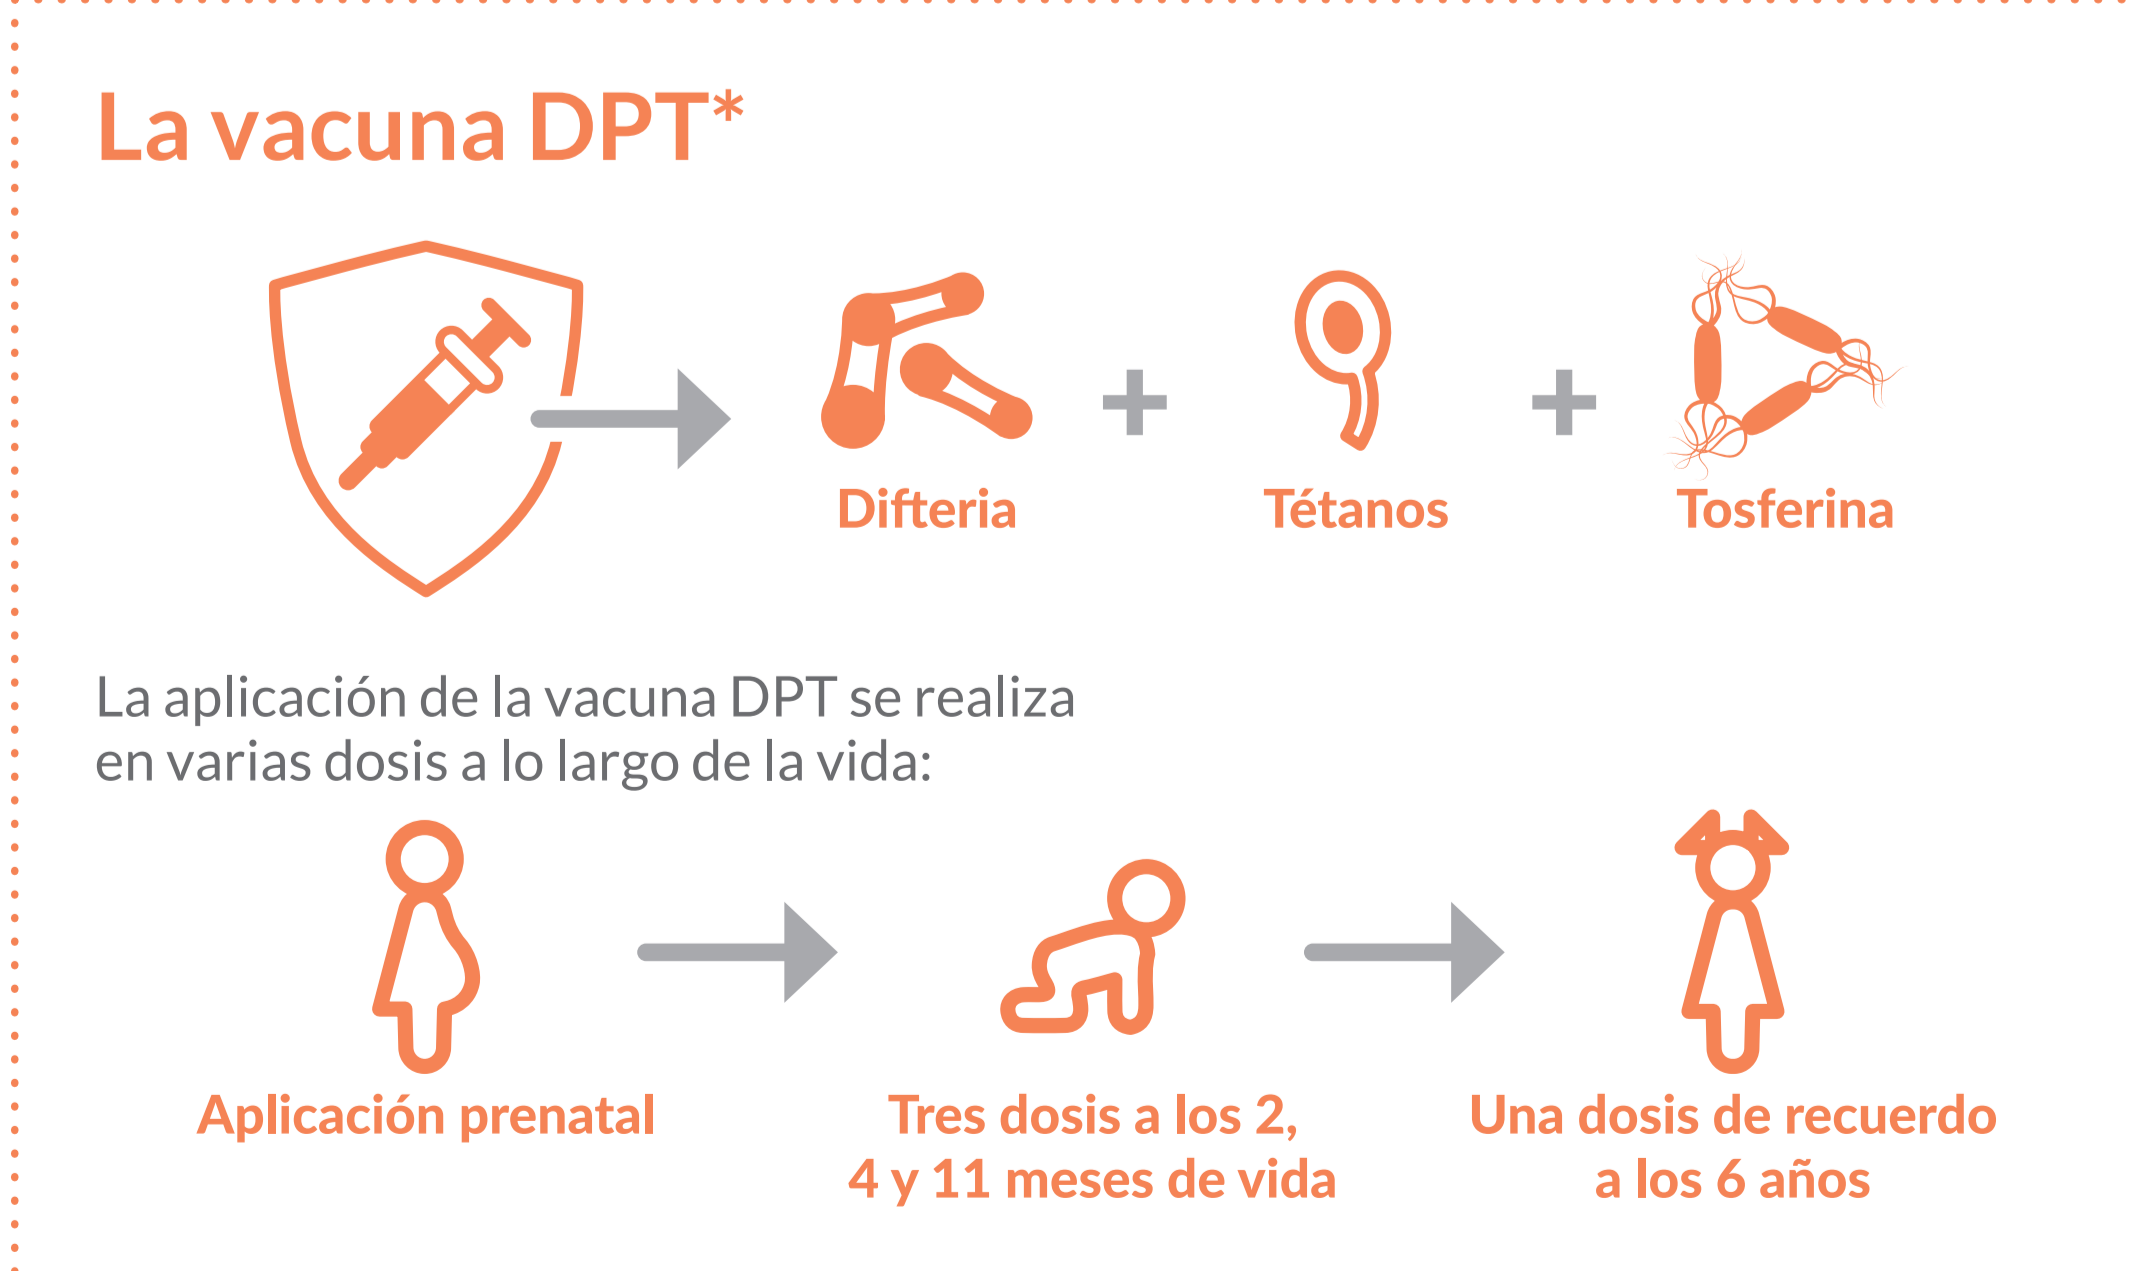 La vacuna DPT*
Difteria
Tétanos
Tosferina
La aplicación de la vacuna DPT se realiza
en varias dosis a lo largo de la vida:
Aplicación prenatal
Tres dosis a los 2,
4 y 11 meses de vida
Una dosis de recuerdo
a los 6 años